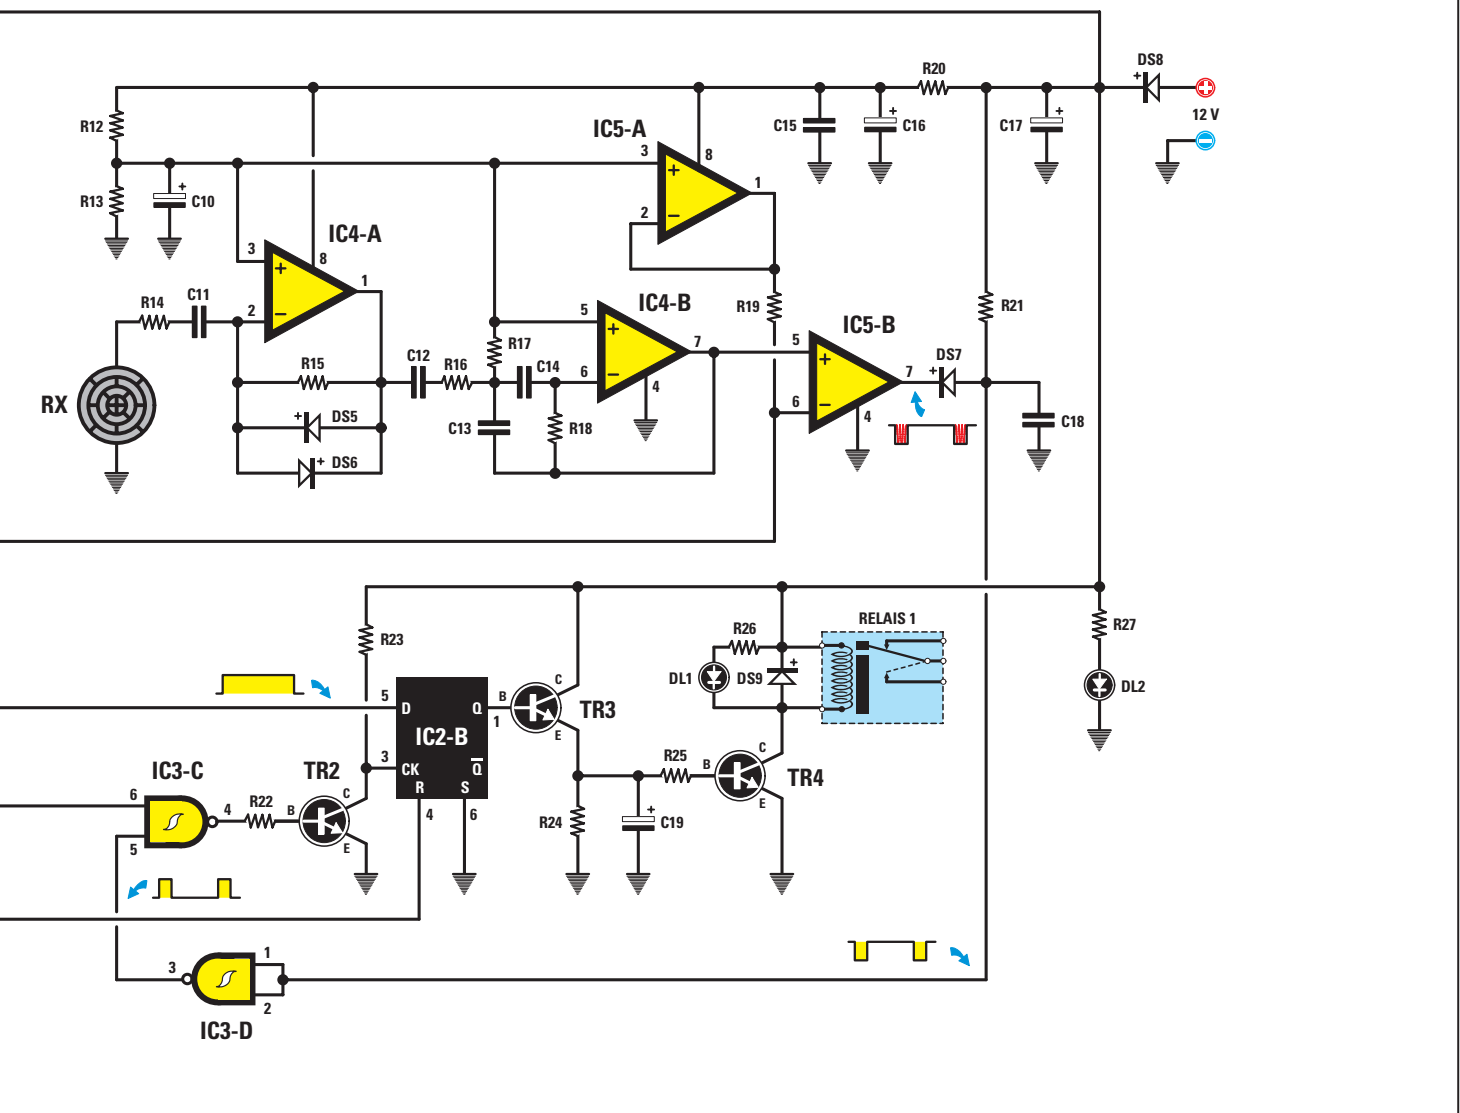 DS8
+
R20
12 V
R12
IC5-A
C15
+
C16
C17
+
3
8
+
1
R13
+
C10
2
−
IC4-A
3
8
+
1
C11
R14
2
−
IC4-B
R19
R21
5
IC5-B
+
7
5
R17
DS7
C12
R16
C14
+
7
+
R15
6
−
4
RX
6
−
4
C18
+
DS5
C13
R18
+
DS6
RELAIS 1
R26
R27
R23
+
DL1
DS9
DL2
5
D
Q
B
C
TR3
1
E
IC2-B
3
CK
Q
R25
B
C
TR4
IC3-C
TR2
R
S
E
6
4
R22
B
C
4
6
R24
+
C19
5
E
3
1
2
IC3-D